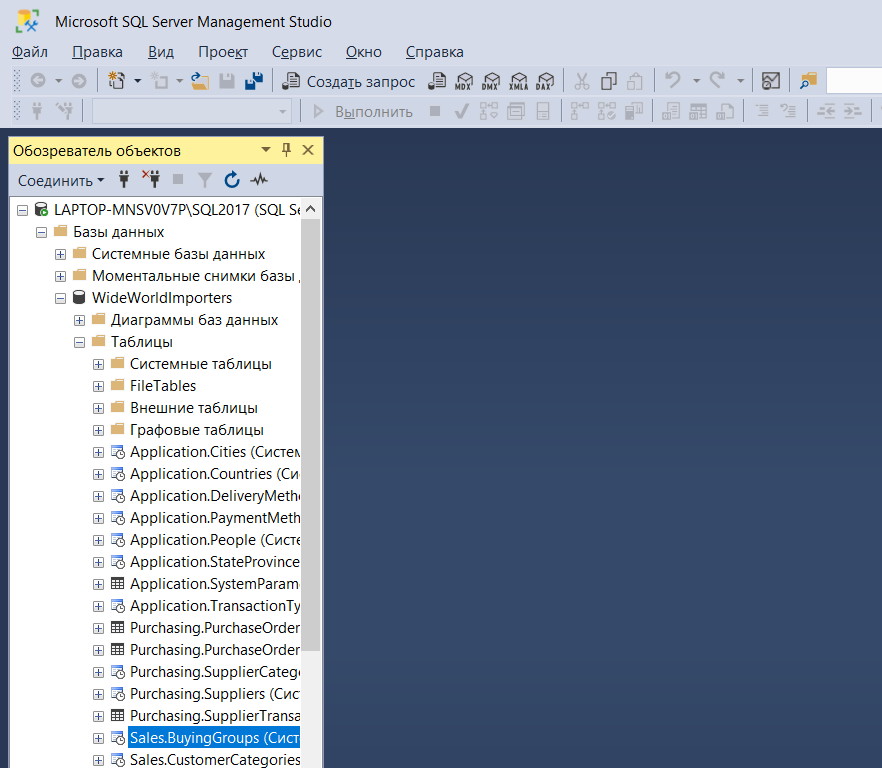 Microsoft SQL Server Management Studio
Файл Правка Вид Проект Сервис Окно Справка
Создать запрос MDX DMX XMLA DAX
Выполнить
Обозреватель объектов
Соединить
LAPTOP-MNSV0V7P\SQL2017 (SQL Se
Базы данных
Системные базы данных
Моментальные снимки базы
WideWorldImporters
Диаграммы баз данных
Таблицы
Системные таблицы
FileTables
Внешние таблицы
Графовые таблицы
Application.Cities (Систем
Application.Countries (Си
Application.DeliveryMetho
Application.PaymentMeth
Application.People (Систе
Application.StateProvince
Application.SystemParam
Application.TransactionTy
Purchasing.PurchaseOrder
Purchasing.PurchaseOrder
Purchasing.SupplierCatego
Purchasing.Suppliers (Сист
Purchasing.SupplierTransa
Sales.BuyingGroups (Сист
Sales.CustomerCategories